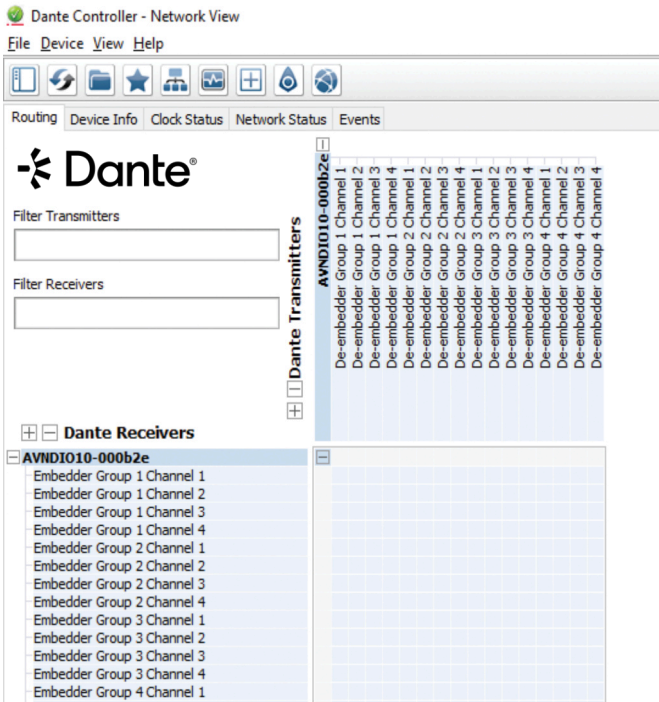 Dante Controller - Network View
File Device View Help
Routing Device Info Clock Status Network Status Events
Dante®
Filter Transmitters
Filter Receivers
Dante Transmitters
AVNDIO10-000b2e
De-embedder Group 1 Channel 1
De-embedder Group 1 Channel 2
De-embedder Group 1 Channel 3
De-embedder Group 1 Channel 4
De-embedder Group 2 Channel 1
De-embedder Group 2 Channel 2
De-embedder Group 2 Channel 3
De-embedder Group 2 Channel 4
De-embedder Group 3 Channel 1
De-embedder Group 3 Channel 2
De-embedder Group 3 Channel 3
De-embedder Group 3 Channel 4
De-embedder Group 4 Channel 1
De-embedder Group 4 Channel 2
De-embedder Group 4 Channel 3
De-embedder Group 4 Channel 4
Dante Receivers
AVNDIO10-000b2e
Embedder Group 1 Channel 1
Embedder Group 1 Channel 2
Embedder Group 1 Channel 3
Embedder Group 1 Channel 4
Embedder Group 2 Channel 1
Embedder Group 2 Channel 2
Embedder Group 2 Channel 3
Embedder Group 2 Channel 4
Embedder Group 3 Channel 1
Embedder Group 3 Channel 2
Embedder Group 3 Channel 3
Embedder Group 3 Channel 4
Embedder Group 4 Channel 1